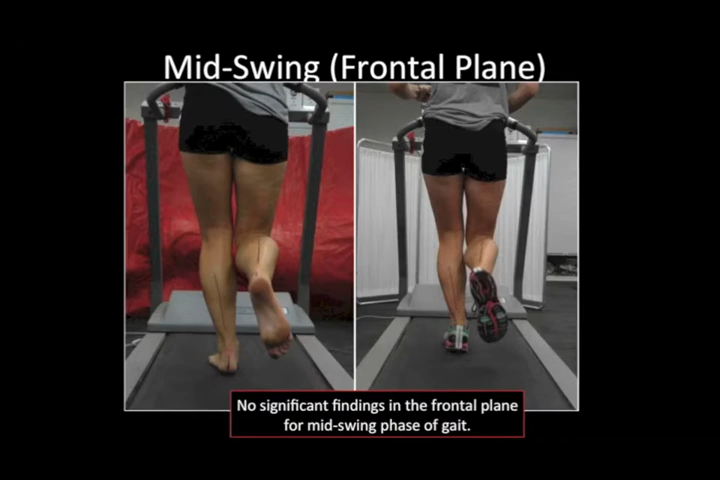 Mid-Swing (Frontal Plane)
No significant findings in the frontal plane
for mid-swing phase of gait.